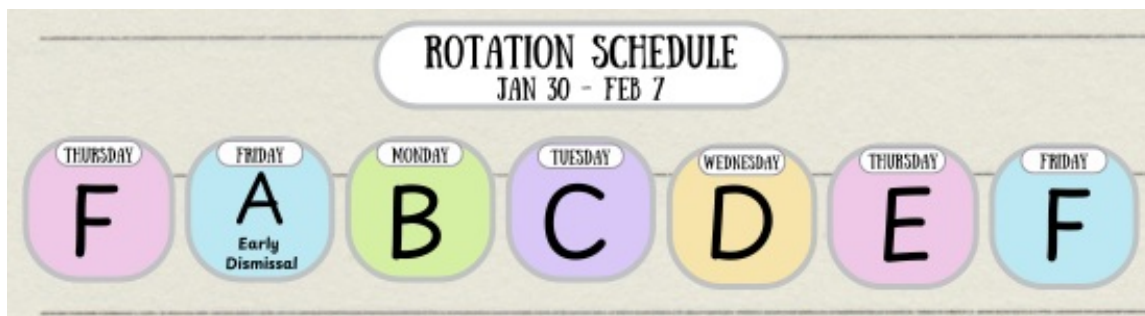 ROTATION SCHEDULE
JAN 30 - FEB 7
THURSDAY
F
FRIDAY
A
Early
Dismissal
MONDAY
B
TUESDAY
C
WEDNESDAY
D
THURSDAY
E
FRIDAY
F